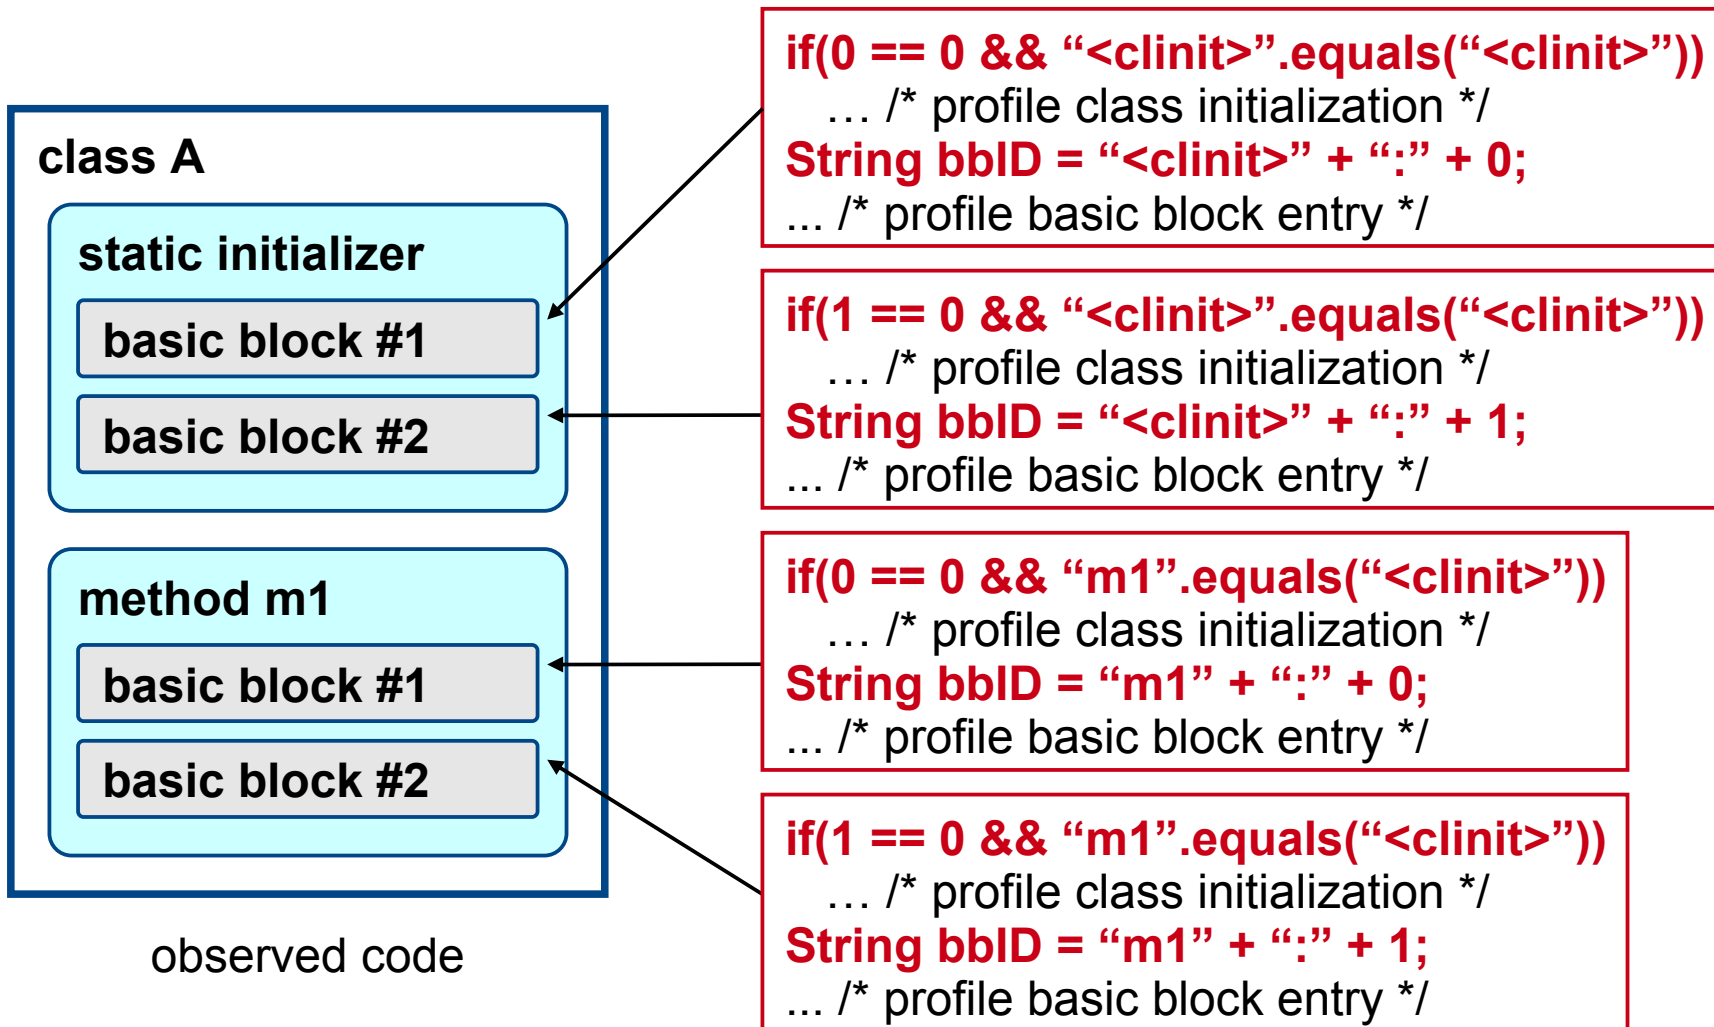 class A
static initializer
basic block #1
basic block #2
method m1
basic block #1
basic block #2
observed code
if(0 == 0 && “<clinit>”.equals(“<clinit>”))
… /* profile class initialization */
String bbID = “<clinit>” + “:” + 0;
... /* profile basic block entry */
if(1 == 0 && “<clinit>”.equals(“<clinit>”))
… /* profile class initialization */
String bbID = “<clinit>” + “:” + 1;
... /* profile basic block entry */
if(0 == 0 && “m1”.equals(“<clinit>”))
… /* profile class initialization */
String bbID = “m1” + “:” + 0;
... /* profile basic block entry */
if(1 == 0 && “m1”.equals(“<clinit>”))
… /* profile class initialization */
String bbID = “m1” + “:” + 1;
... /* profile basic block entry */